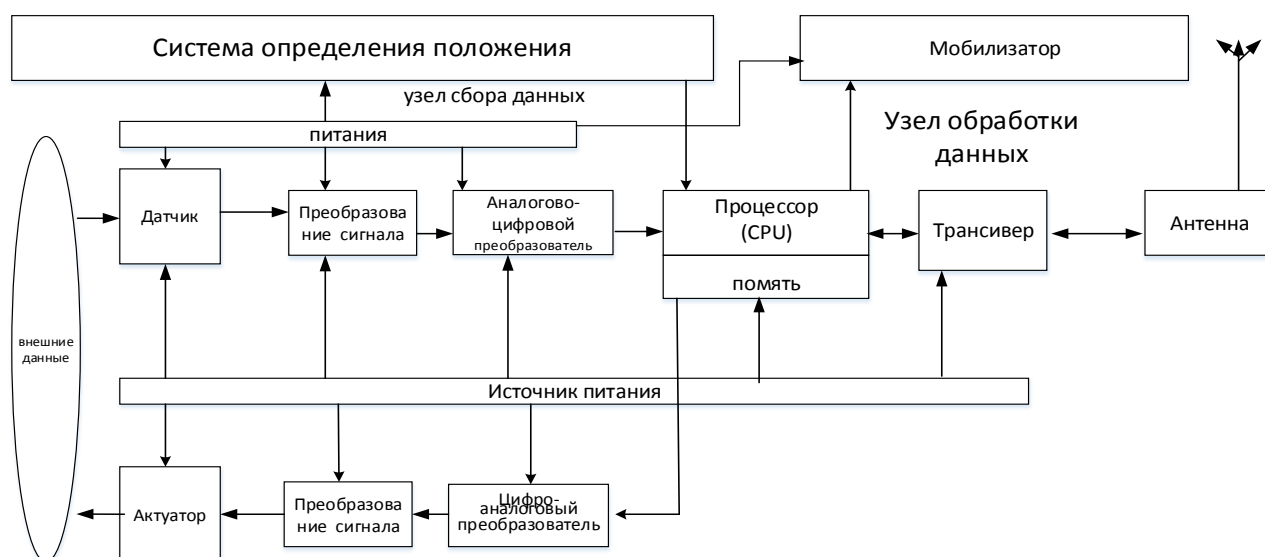 Система определения положения
Мобилизатор
узел сбора данных
питания
Узел обработки
данных
Датчик
Преобразова
ние сигнала
Аналогово-
цифровой
преобразователь
Процессор
(CPU)
помять
Трансивер
Антенна
внешние
данные
Источник питания
Актуатор
Преобразова
ние сигнала
Цифро-
аналоговый
преобразователь